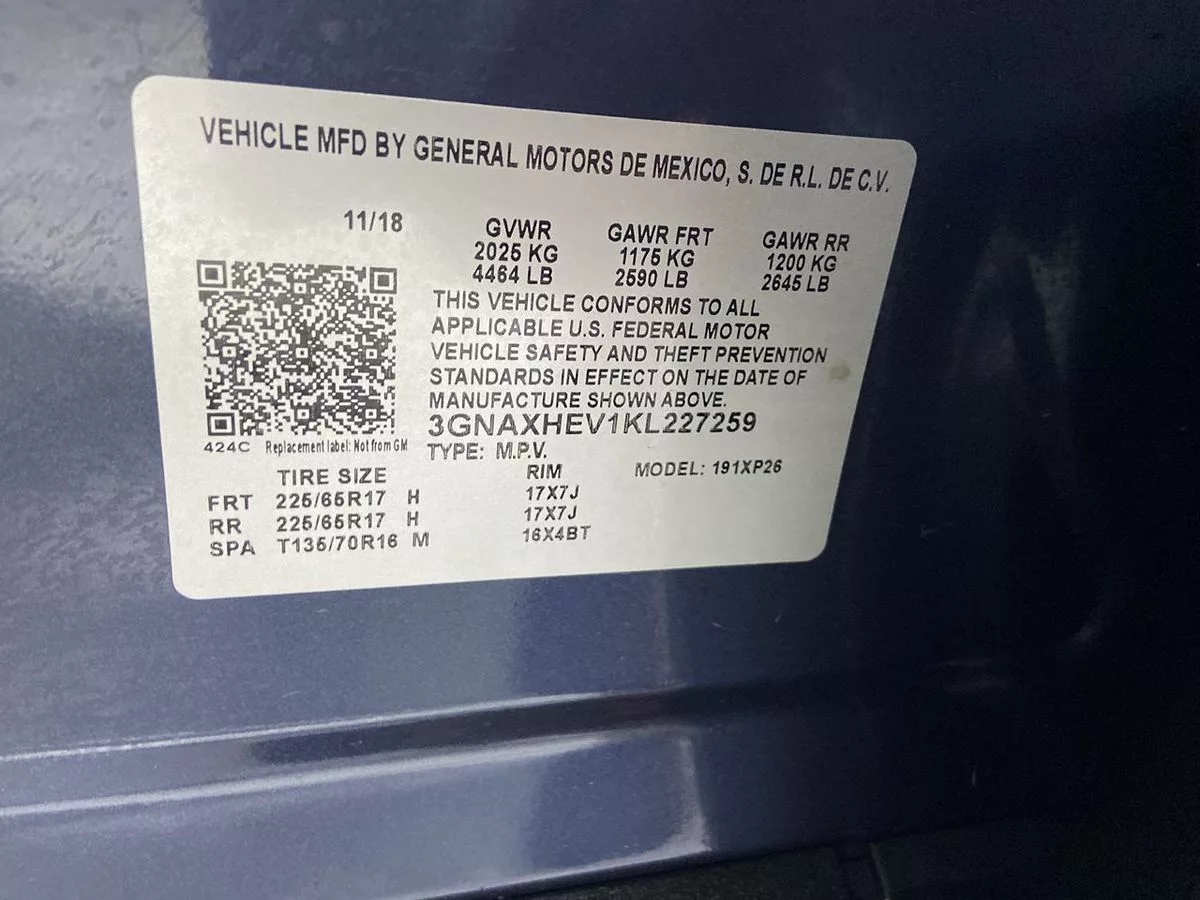 VEHICLE MFD BY GENERAL MOTORS DE MEXICO, S. DE R.L. DE C.V.
11/18 GVWR GAWR FRT GAWR RR
2025 KG 1175 KG 1200 KG
4464 LB 2590 LB 2645 LB
THIS VEHICLE CONFORMS TO ALL
APPLICABLE U.S. FEDERAL MOTOR
VEHICLE SAFETY AND THEFT PREVENTION
STANDARDS IN EFFECT ON THE DATE OF
MANUFACTURE SHOWN ABOVE.
3GNAXHEV1KL227259
424C Replacement label: Not from GM TYPE: M.P.V.
TIRE SIZE RIM MODEL: 191XP26
FRT 225/65R17 H 17X7J
RR 225/65R17 H 17X7J
SPA T135/70R16 M 16X4BT